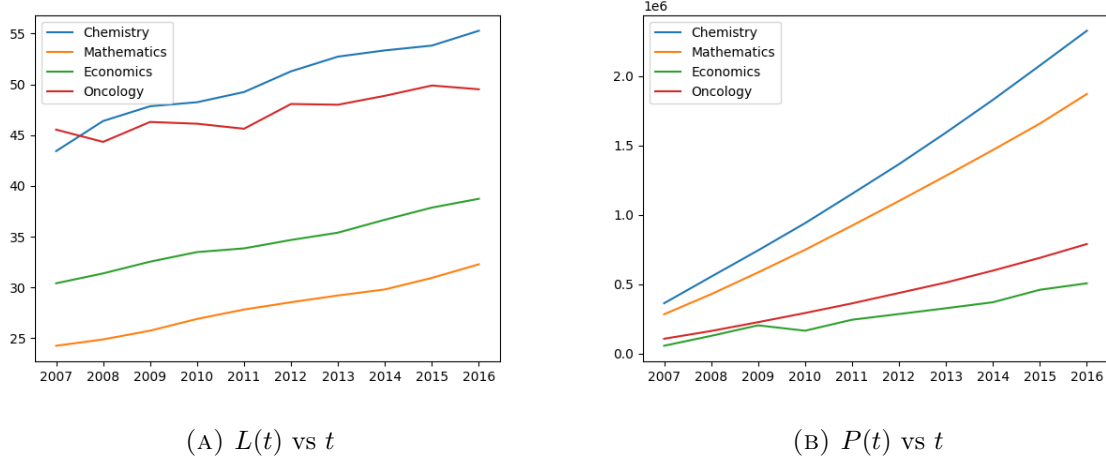 Chemistry
Mathematics
Economics
Oncology
55
50
45
40
35
30
25
2007 2008 2009 2010 2011 2012 2013 2014 2015 2016
(A) L(t) vs t
1e6
Chemistry
Mathematics
Economics
Oncology
2.0
1.5
1.0
0.5
0.0
2007 2008 2009 2010 2011 2012 2013 2014 2015 2016
(B) P(t) vs t